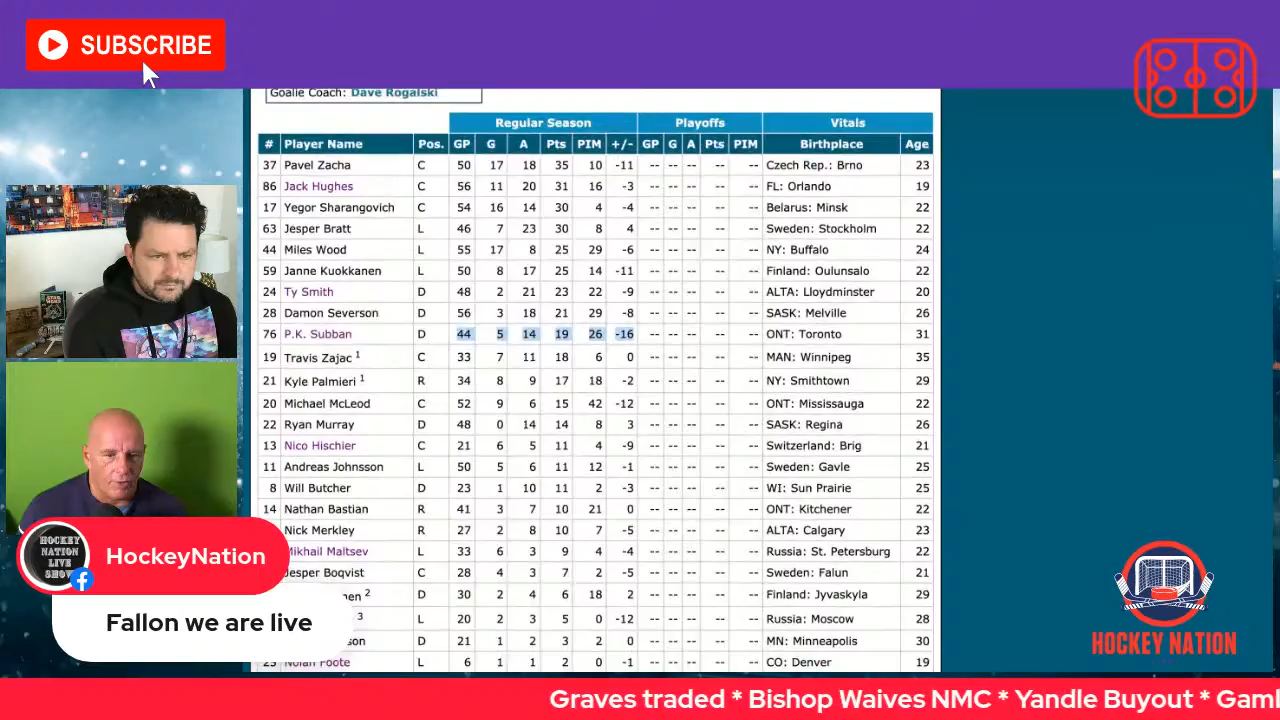 SUBSCRIBE
Goalie Coach: Dave Rogalski
Regular Season Playoffs Vitals
# Player Name Pos. GP G A Pts PIM +/- GP G A Pts PIM Birthplace Age
37 Pavel Zacha C 50 17 18 35 10 -11 -- -- -- -- -- Czech Rep.: Brno 23
86 Jack Hughes C 56 11 20 31 16 -3 -- -- -- -- -- FL: Orlando 19
17 Yegor Sharangovich C 54 16 14 30 4 -4 -- -- -- -- -- Belarus: Minsk 22
63 Jesper Bratt L 46 7 23 30 8 4 -- -- -- -- -- Sweden: Stockholm 22
44 Miles Wood L 55 17 8 25 29 -6 -- -- -- -- -- NY: Buffalo 24
59 Janne Kuokkanen L 50 8 17 25 14 -11 -- -- -- -- -- Finland: Oulunsalo 22
24 Ty Smith D 48 2 21 23 22 -9 -- -- -- -- -- ALTA: Lloydminster 20
28 Damon Severson D 56 3 18 21 29 -8 -- -- -- -- -- SASK: Melville 26
76 P.K. Subban D 44 5 14 19 26 -16 -- -- -- -- -- ONT: Toronto 31
19 Travis Zajac 1 C 33 7 11 18 6 0 -- -- -- -- -- MAN: Winnipeg 35
21 Kyle Palmieri 1 R 34 8 9 17 18 -2 -- -- -- -- -- NY: Smithtown 29
20 Michael McLeod C 52 9 6 15 42 -12 -- -- -- -- -- ONT: Mississauga 22
22 Ryan Murray D 48 0 14 14 8 3 -- -- -- -- -- SASK: Regina 26
13 Nico Hischier C 21 6 5 11 4 -9 -- -- -- -- -- Switzerland: Brig 21
11 Andreas Johnsson L 50 5 6 11 12 -1 -- -- -- -- -- Sweden: Gavle 25
8 Will Butcher D 23 1 10 11 2 -3 -- -- -- -- -- WI: Sun Prairie 25
14 Nathan Bastian R 41 3 7 10 21 0 -- -- -- -- -- ONT: Kitchener 22
Nick Merkley R 27 2 8 10 7 -5 -- -- -- -- -- ALTA: Calgary 23
Mikhail Maltsev L 33 6 3 9 4 -4 -- -- -- -- -- Russia: St. Petersburg 22
Jesper Boqvist C 28 4 3 7 2 -5 -- -- -- -- -- Sweden: Falun 21
nen 2 D 30 2 4 6 18 2 -- -- -- -- -- Finland: Jyvaskyla 29
3 L 20 2 3 5 0 -12 -- -- -- -- -- Russia: Moscow 28
son D 21 1 2 3 2 0 -- -- -- -- -- MN: Minneapolis 30
25 Nolan Foote L 6 1 1 2 0 -1 -- -- -- -- -- CO: Denver 19
HOCKEY NATION LIVE SHOW
HockeyNation
Fallon we are live
HOCKEY NATION
LIVE
Graves traded * Bishop Waives NMC * Yandle Buyout * Gaml